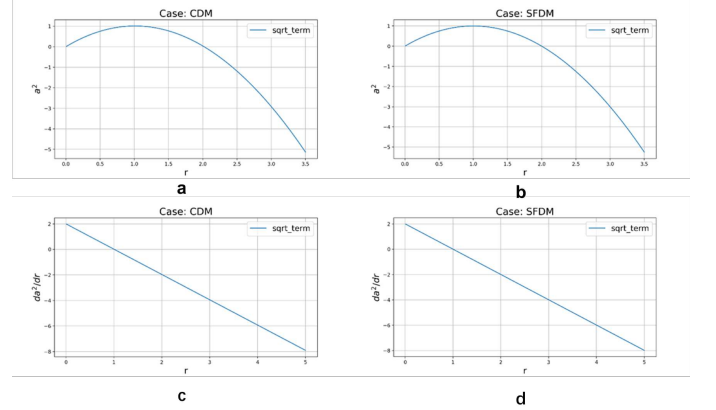 Case: CDM
sqrt_term
a²
1
0
−1
−2
−3
−4
−5
0.0 0.5 1.0 1.5 2.0 2.5 3.0 3.5
r
a
Case: SFDM
sqrt_term
a²
1
0
−1
−2
−3
−4
−5
0.0 0.5 1.0 1.5 2.0 2.5 3.0 3.5
r
b
Case: CDM
sqrt_term
da²/dr
2
0
−2
−4
−6
−8
0 1 2 3 4 5
r
c
Case: SFDM
sqrt_term
da²/dr
2
0
−2
−4
−6
−8
0 1 2 3 4 5
r
d